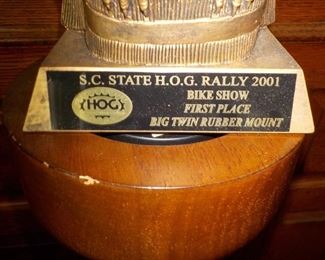 S.C. STATE H.O.G. RALLY 2001
HOG
BIKE SHOW
FIRST PLACE
BIG TWIN RUBBER MOUNT